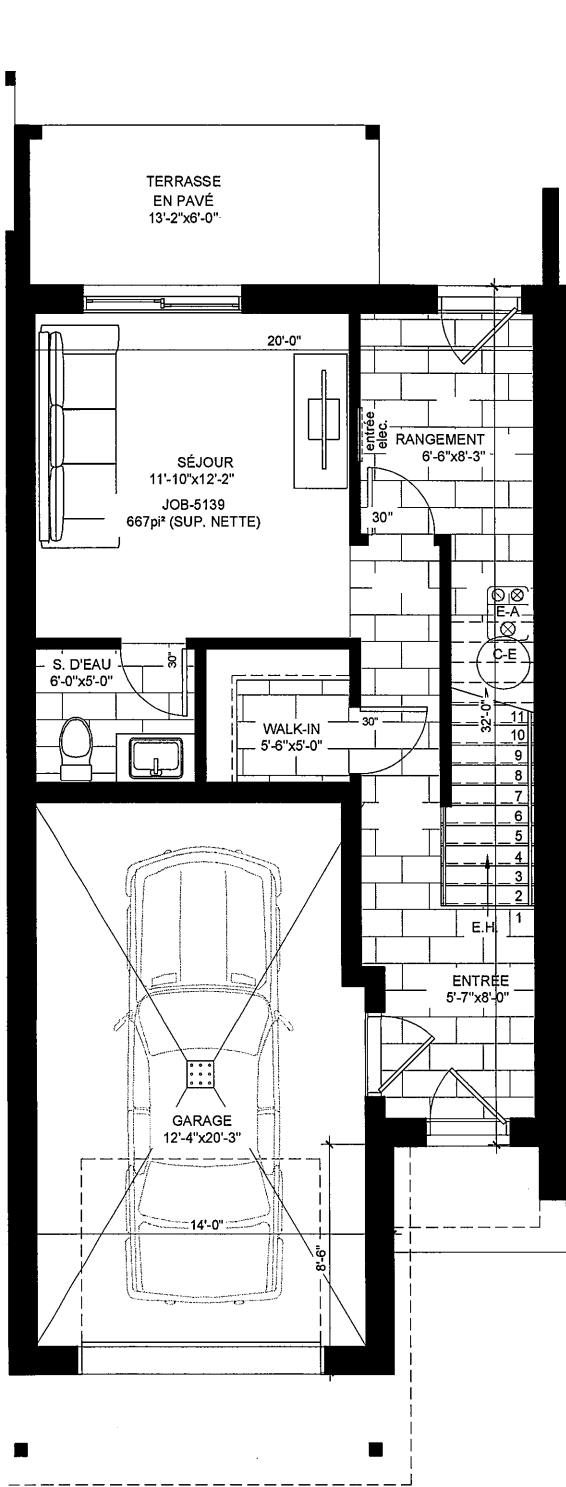 TERRASSE
EN PAVÉ
13'-2"x6'-0"
20'-0"
entrée
elec.
RANGEMENT
6'-6"x8'-3"
SÉJOUR
11'-10"x12'-2"
JOB-5139
667pi² (SUP. NETTE)
30"
E-A
C-E
S. D'EAU
6'-0"x5'-0"
30"
WALK-IN
5'-6"x5'-0"
30"
32'-0"
11
10
9
8
7
6
5
4
3
2
1
E.H.
ENTRÉE
5'-7"x8'-0"
GARAGE
12'-4"x20'-3"
14'-0"
8'-6"